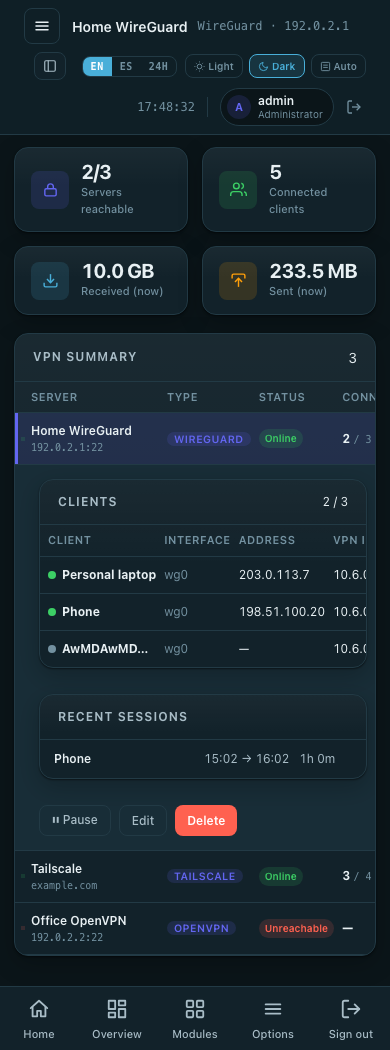 Home WireGuard WireGuard · 192.0.2.1
EN ES 24H Light Dark Auto
17:48:32 A admin
Administrator
2/3
Servers
reachable
5
Connected
clients
10.0 GB
Received (now)
233.5 MB
Sent (now)
VPN SUMMARY 3
SERVER TYPE STATUS CONN
Home WireGuard
192.0.2.1:22
WIREGUARD Online 2 / 3
CLIENTS 2 / 3
CLIENT INTERFACE ADDRESS VPN I
Personal laptop wg0 203.0.113.7 10.6.0
Phone wg0 198.51.100.20 10.6.0
AwMDAwMD... wg0 — 10.6.0
RECENT SESSIONS
Phone 15:02 → 16:02 1h 0m
Pause Edit Delete
Tailscale
example.com
TAILSCALE Online 3 / 4
Office OpenVPN
192.0.2.2:22
OPENVPN Unreachable —
Home Overview Modules Options Sign out